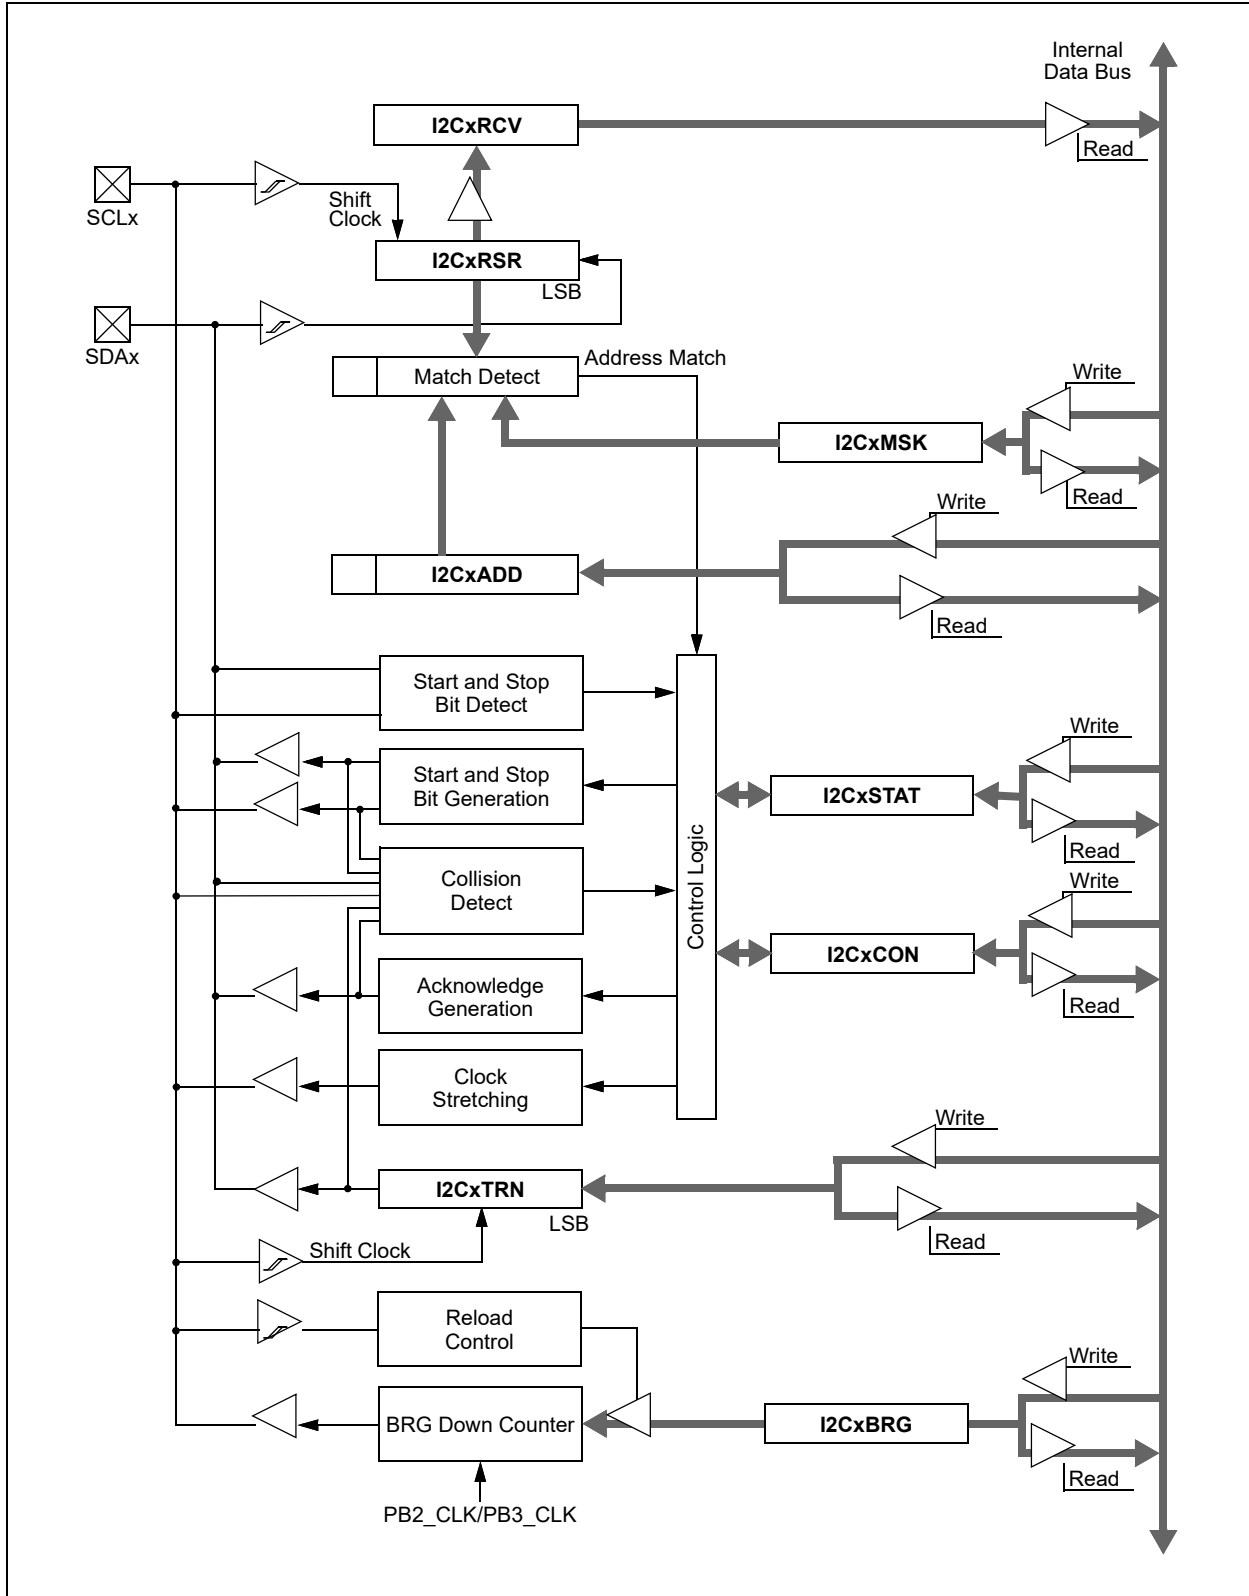 Internal
Data Bus
I2CxRCV
Read
SCLx
Shift
Clock
I2CxRSR
LSB
SDAx
Address Match
Match Detect
Write
I2CxMSK
Read
Write
I2CxADD
Read
Start and Stop
Bit Detect
Write
Start and Stop
Bit Generation
I2CxSTAT
Read
Control Logic
Collision
Detect
Write
I2CxCON
Read
Acknowledge
Generation
Clock
Stretching
Write
I2CxTRN
LSB
Read
Shift Clock
Reload
Control
Write
BRG Down Counter
I2CxBRG
Read
PB2_CLK/PB3_CLK